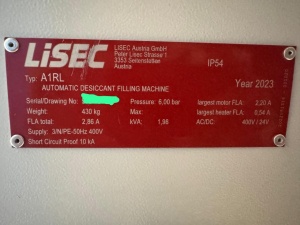 LiSEC
LiSEC Austria GmbH
Peter-Lisec-Strasse 1
3353 Seitenstetten
Austria
IP54
Typ: A1RL
Year 2023
AUTOMATIC DESICCANT FILLING MACHINE
Serial/Drawing No.
Pressure: 6,00 bar
largest motor FLA: 2,20 A
Weight: 430 kg
Max:
largest heater FLA: 0,54 A
FLA total: 2,86 A
kVA: 1,98
AC/DC: 400V / 24V
Supply: 3/N/PE-50Hz 400V
Short Circuit Proof 10 kA